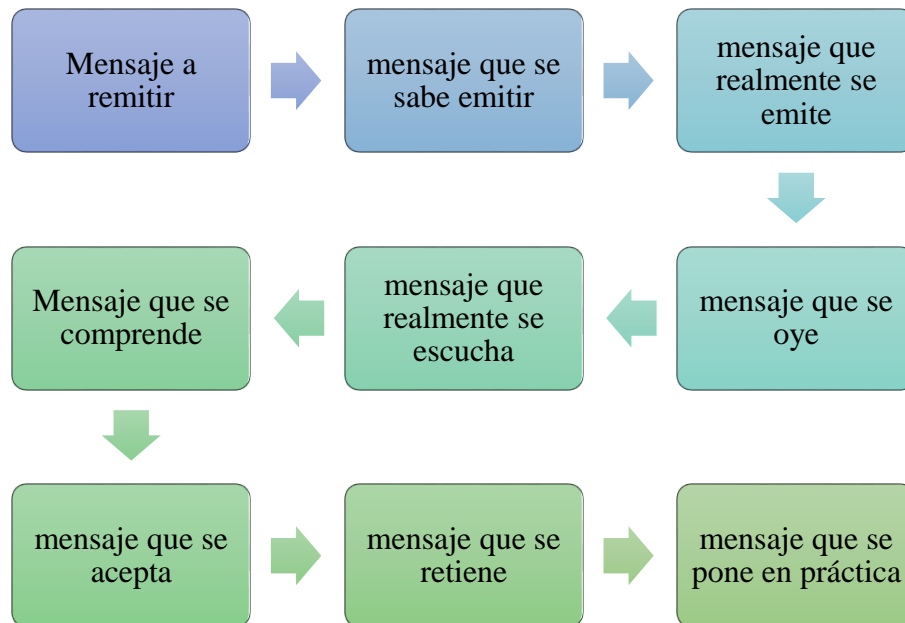 Mensaje a
remitir
mensaje que se
sabe emitir
mensaje que
realmente se
emite
mensaje que se
oye
mensaje que
realmente se
escucha
Mensaje que se
comprende
mensaje que se
acepta
mensaje que se
retiene
mensaje que se
pone en práctica